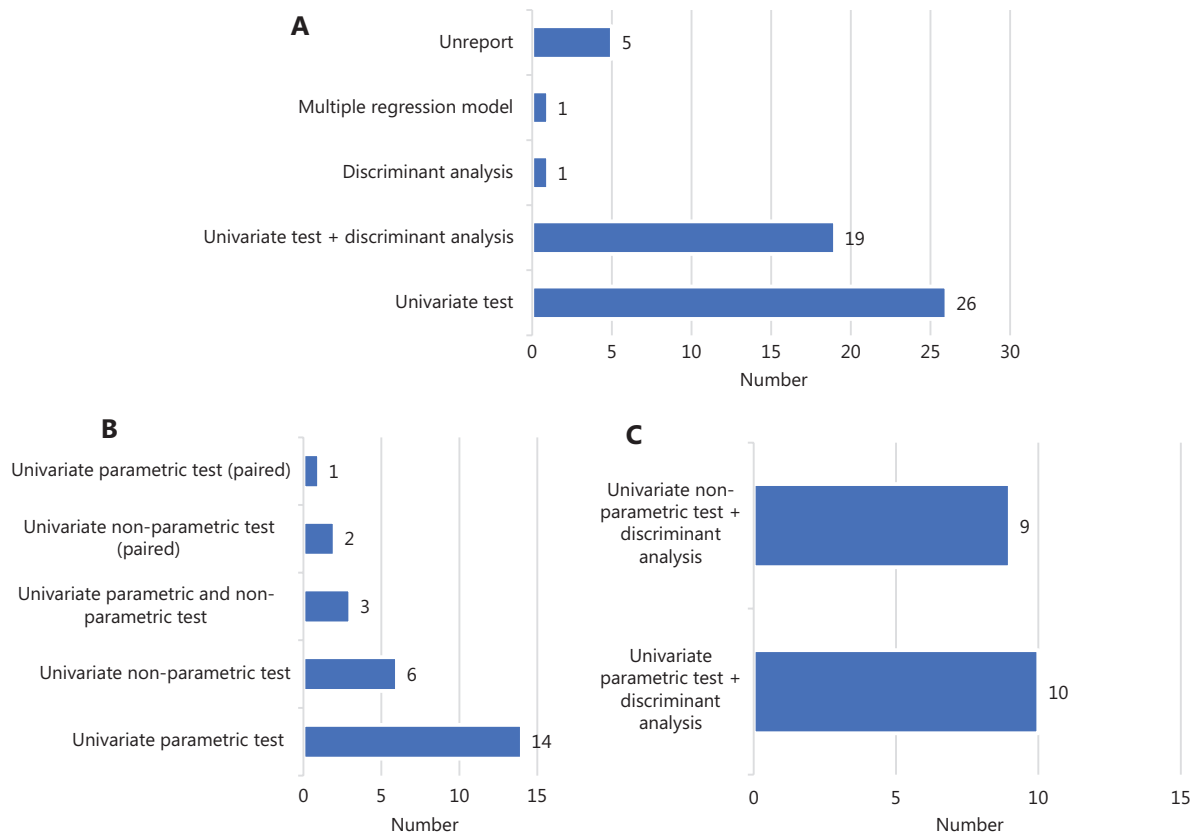 A
Unreport
5
Multiple regression model
1
Discriminant analysis
1
Univariate test + discriminant analysis
19
Univariate test
26
0 5 10 15 20 25 30
Number
B
Univariate parametric test (paired)
1
Univariate non-parametric test
(paired)
2
Univariate parametric and non-
parametric test
3
Univariate non-parametric test
6
Univariate parametric test
14
0 5 10 15
Number
C
Univariate non-
parametric test +
discriminant
analysis
9
Univariate
parametric test +
discriminant
analysis
10
0 5 10 15
Number